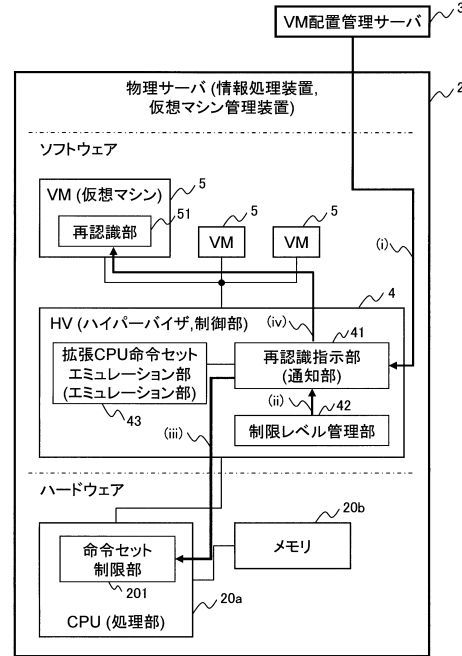 VM配置管理サーバ
3
2
物理サーバ (情報処理装置,
仮想マシン管理装置)
ソフトウェア
5
VM (仮想マシン)
51
再認識部
5
VM
5
VM
(i)
4
HV (ハイパーバイザ,制御部)
(iv)
41
拡張CPU命令セット
エミュレーション部
(エミュレーション部)
43
再認識指示部
(通知部)
(ii)
42
(iii)
制限レベル管理部
ハードウェア
20b
命令セット
制限部
201
メモリ
20a
CPU (処理部)